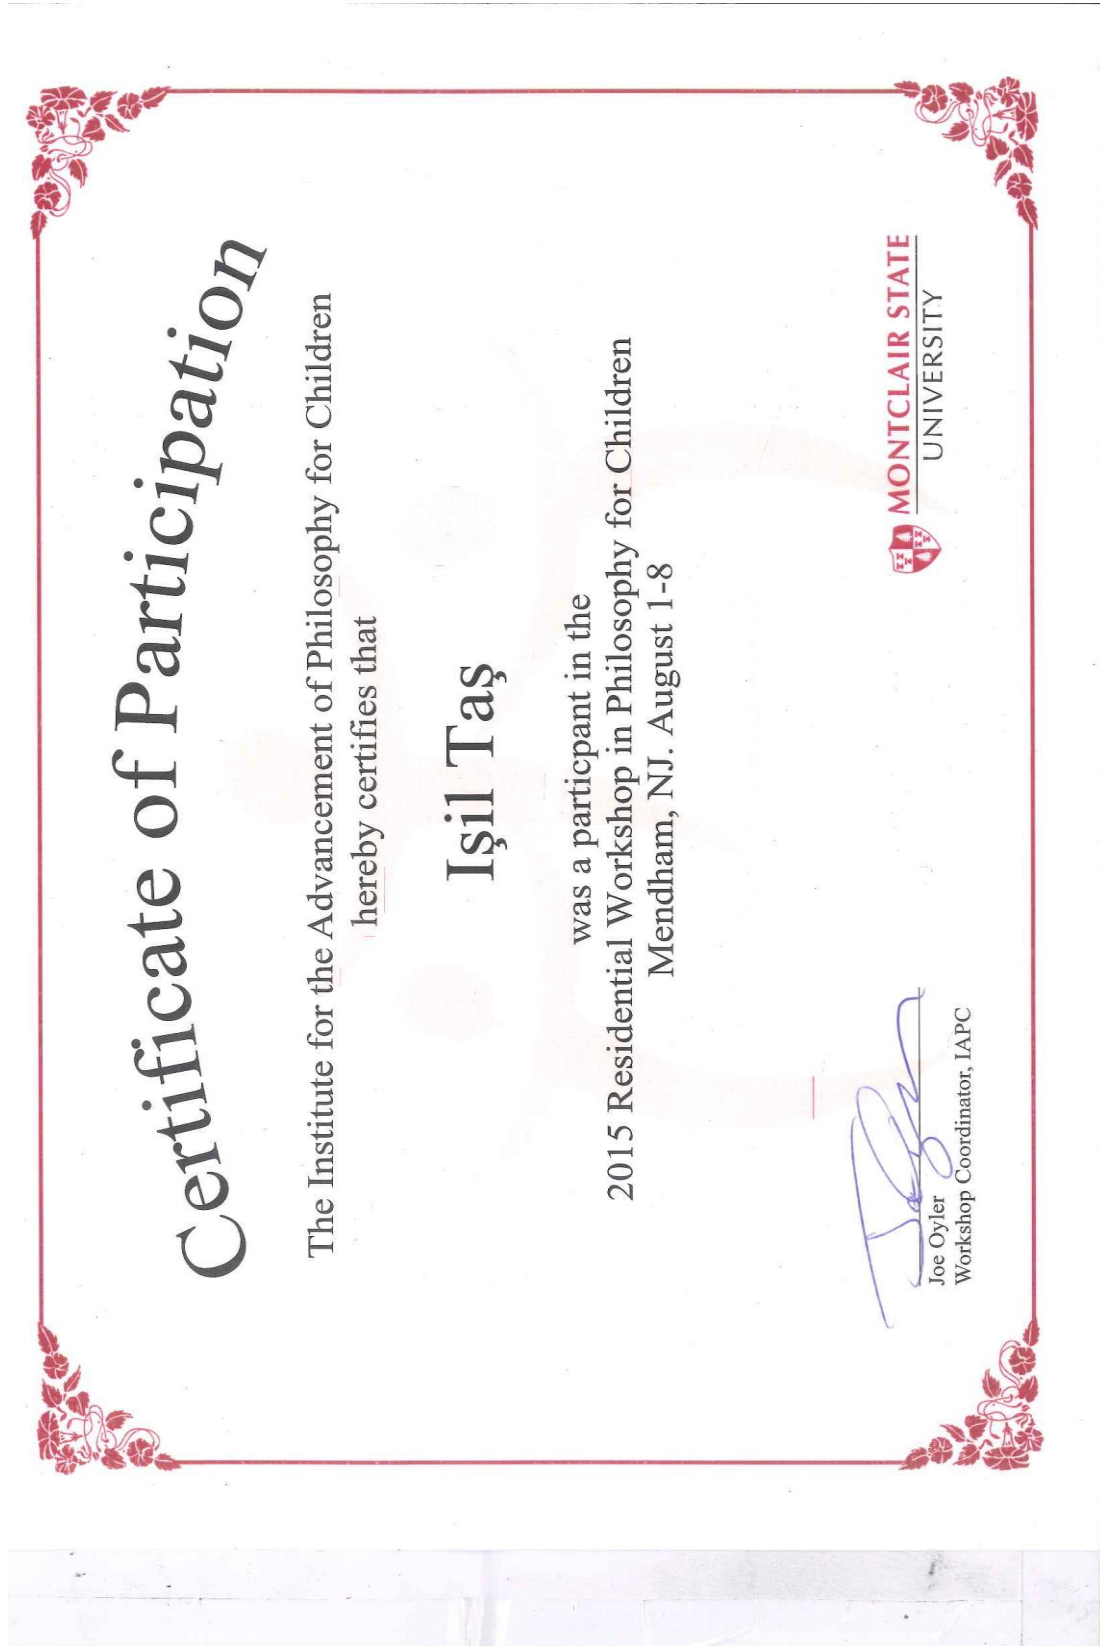 Certificate of Participation
The Institute for the Advancement of Philosophy for Children
hereby certifies that
Işil Taş
was a particpant in the
2015 Residential Workshop in Philosophy for Children
Mendham, NJ. August 1-8
Joe Oyler
Workshop Coordinator, IAPC
MONTCLAIR STATE
UNIVERSITY